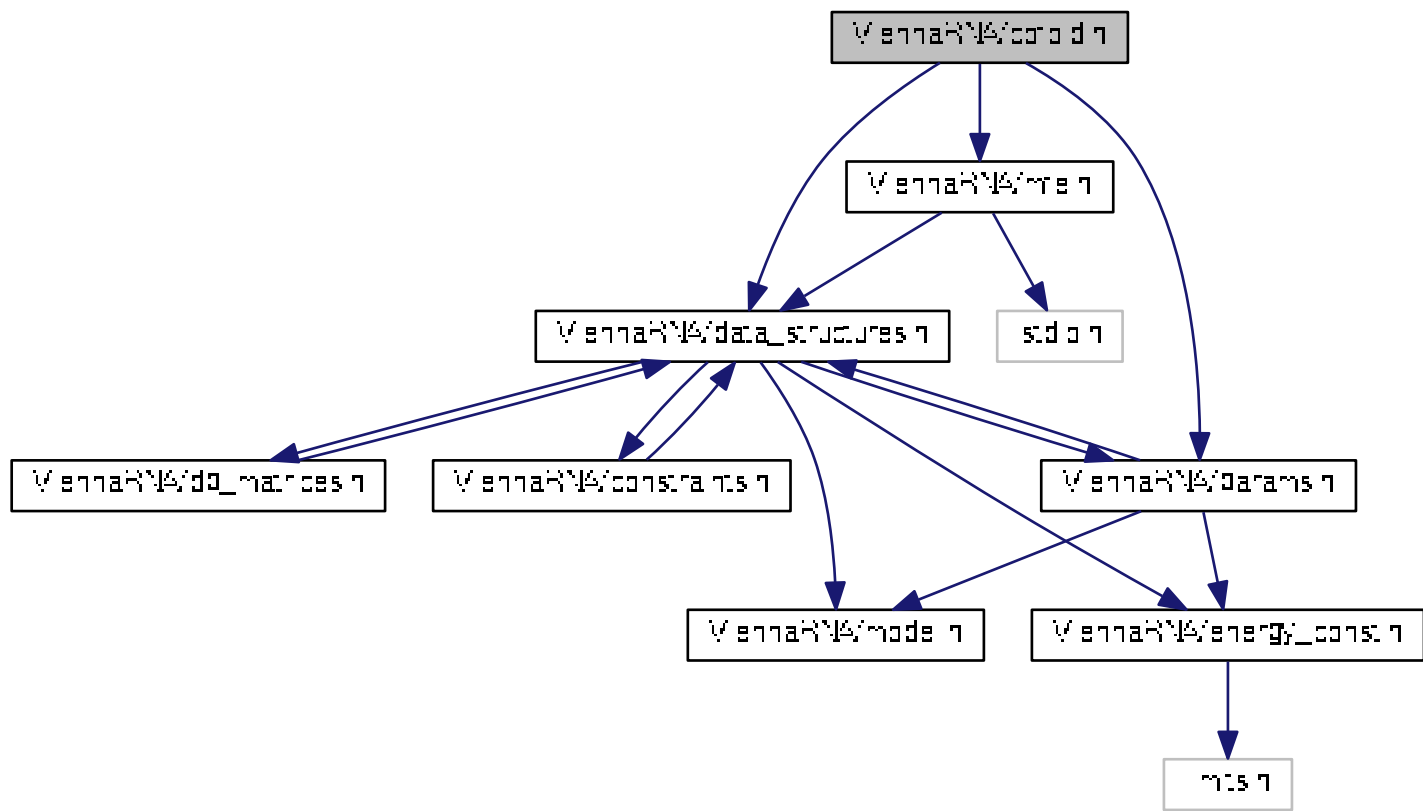 ViennaRNA/cofold.h
ViennaRNA/mfe.h
ViennaRNA/data_structures.h
stdio.h
ViennaRNA/dp_matrices.h
ViennaRNA/constraints.h
ViennaRNA/params.h
ViennaRNA/model.h
ViennaRNA/energy_const.h
limits.h